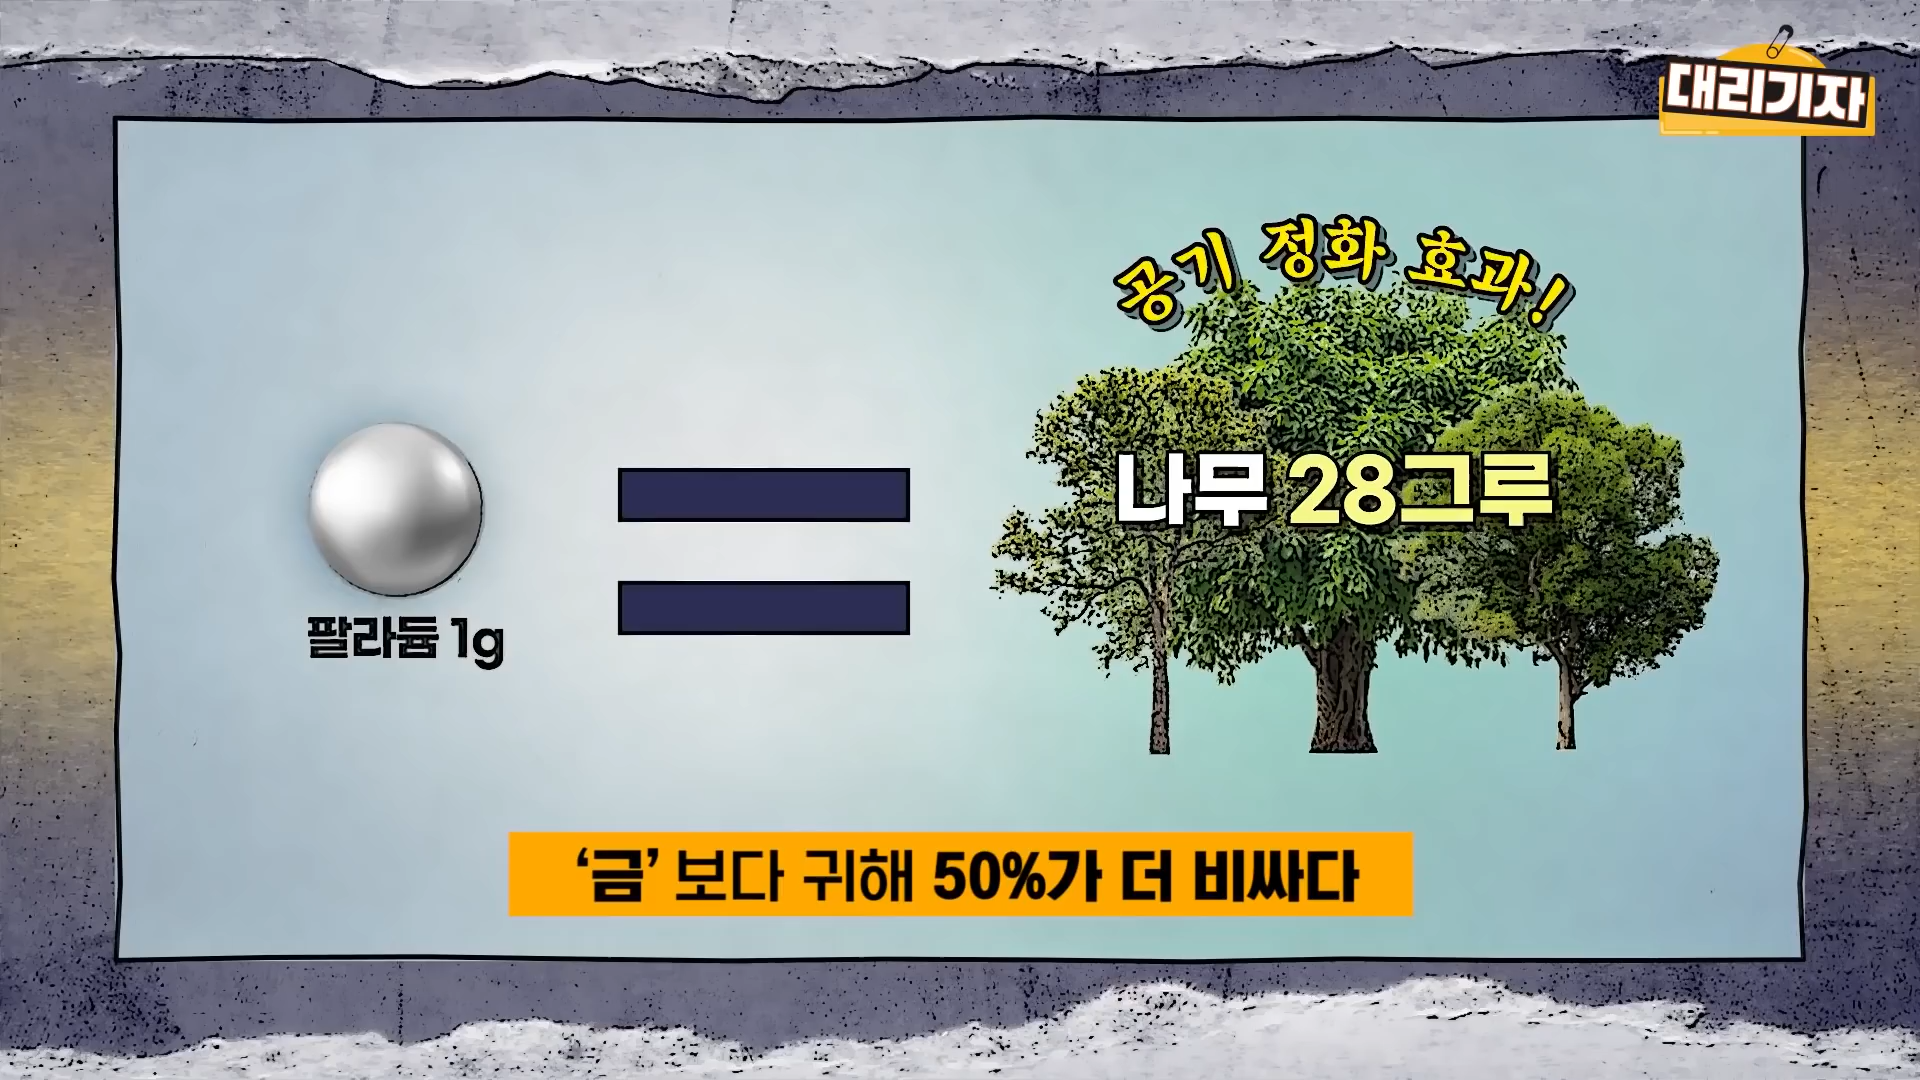 대리기자
공기 정화 효과!
나무 28그루
팔라듐 1g
‘금’ 보다 귀해 50%가 더 비싸다